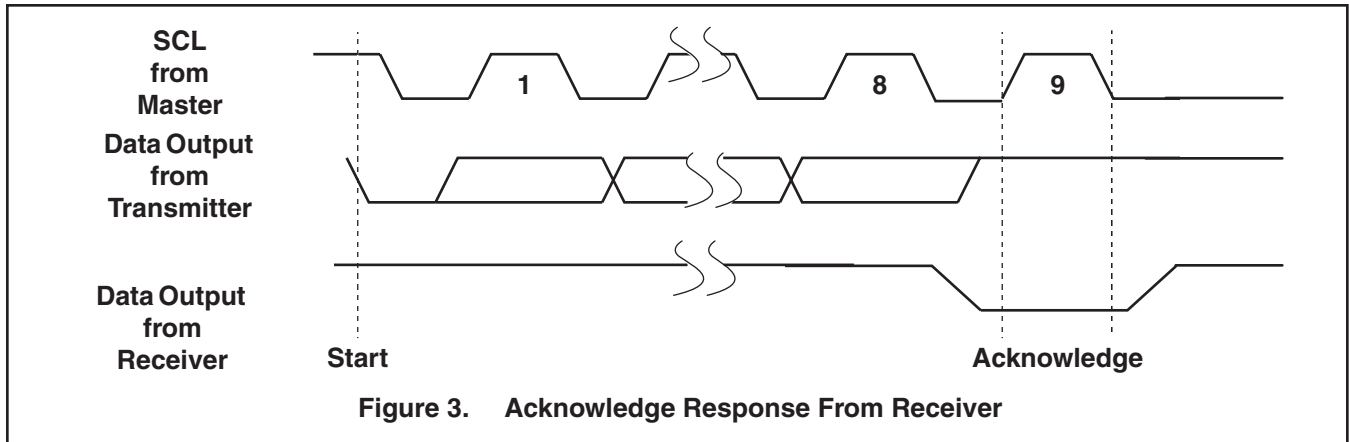 SCL
from
Master
1
8
9
Data Output
from
Transmitter
Data Output
from
Receiver
Start
Acknowledge
Figure 3. Acknowledge Response From Receiver